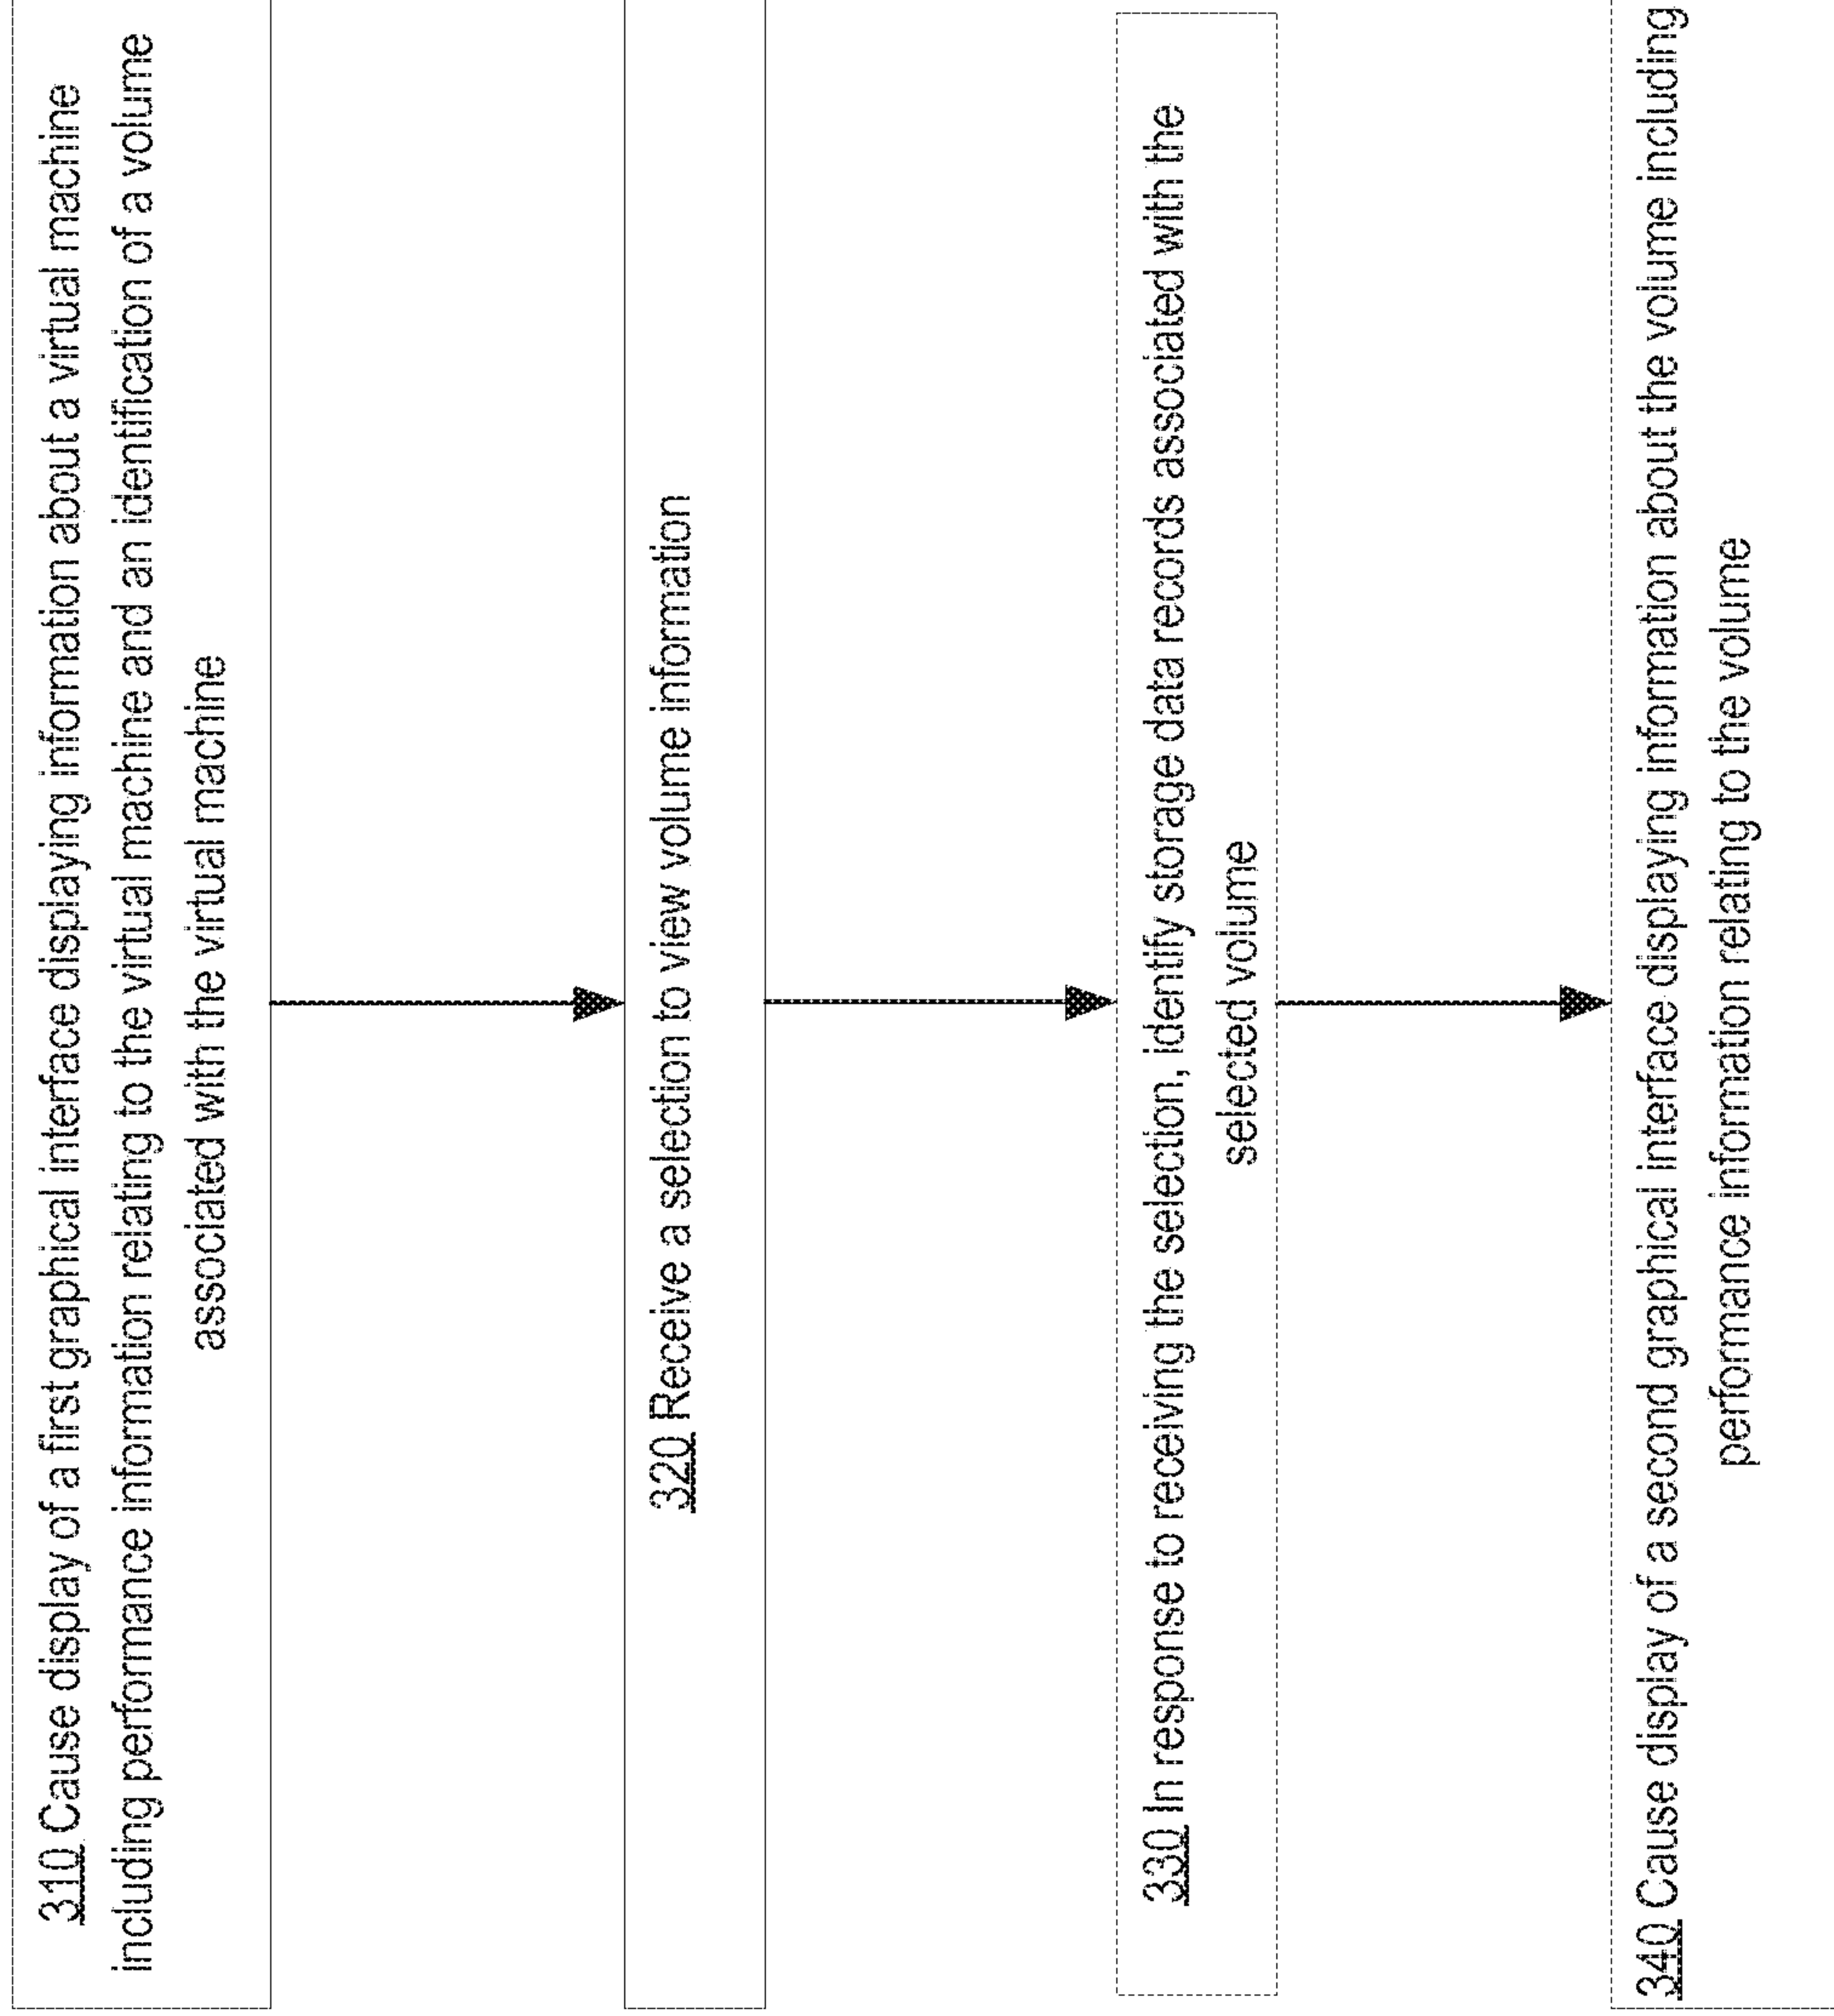 310 Cause display of a first graphical interface displaying information about a virtual machine
including performance information relating to the virtual machine and an identification of a volume
associated with the virtual machine
320 Receive a selection to view volume information
330 In response to receiving the selection, identify storage data records associated with the
selected volume
340 Cause display of a second graphical interface displaying information about the volume including
performance information relating to the volume